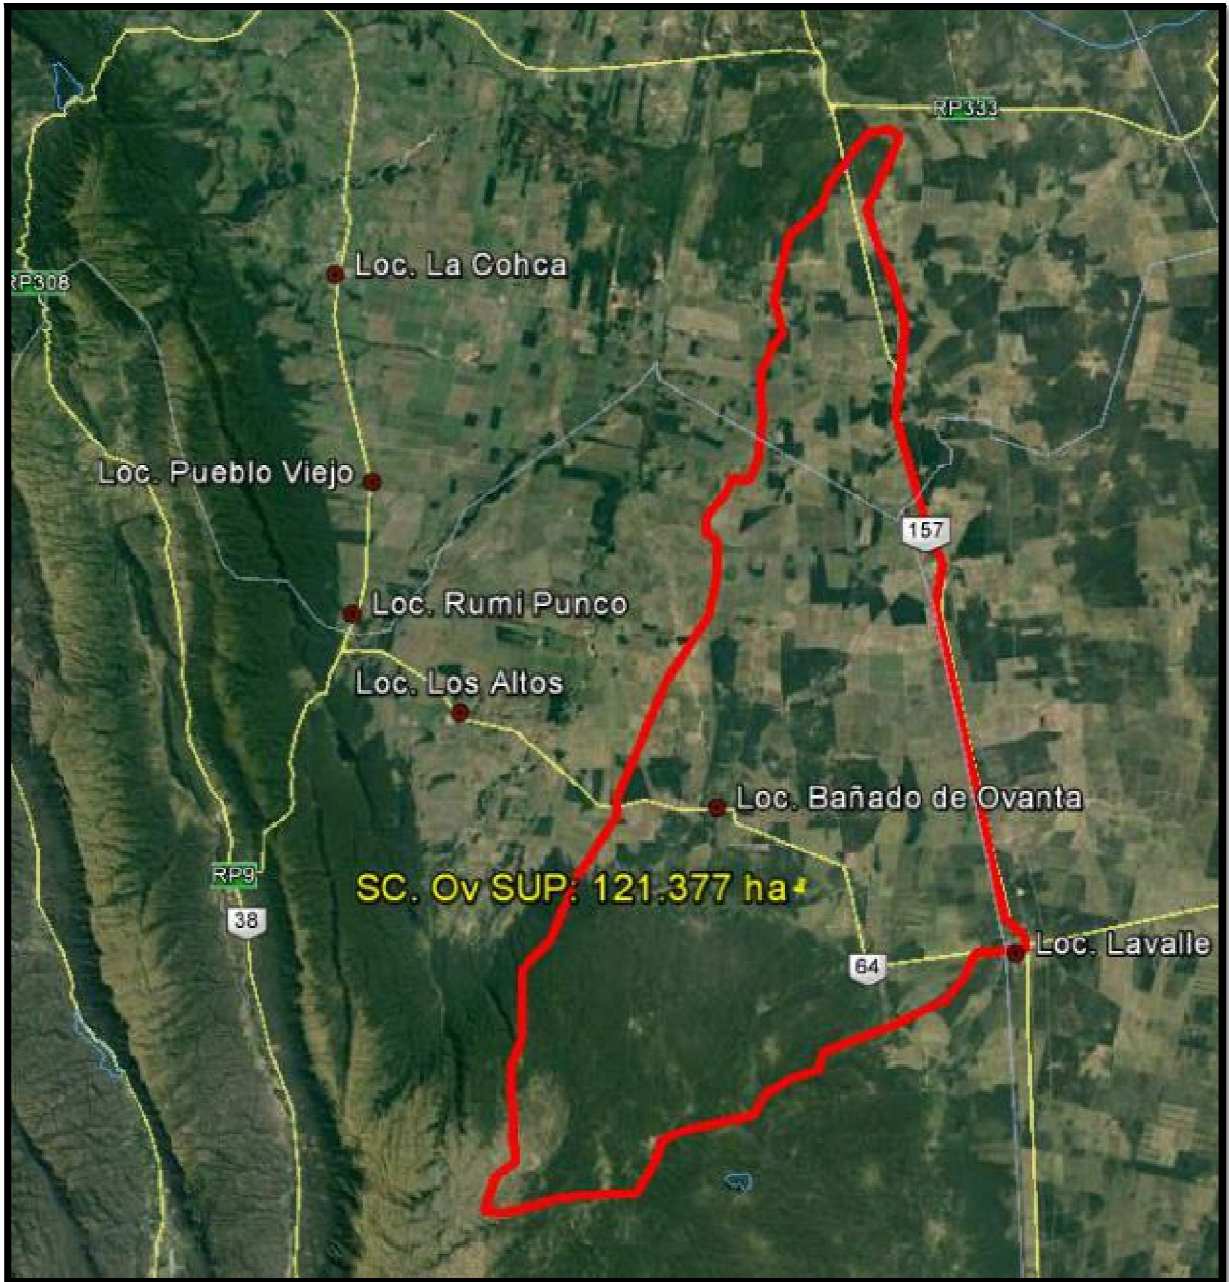 RP333
Loc. La Cohca
RP308
Loc. Pueblo Viejo
157
Loc. Rumi Punco
Loc. Los Altos
Loc. Bañado de Ovanta
RP9
SC. Ov SUP: 121.377 ha
38
Loc. Lavalle
64